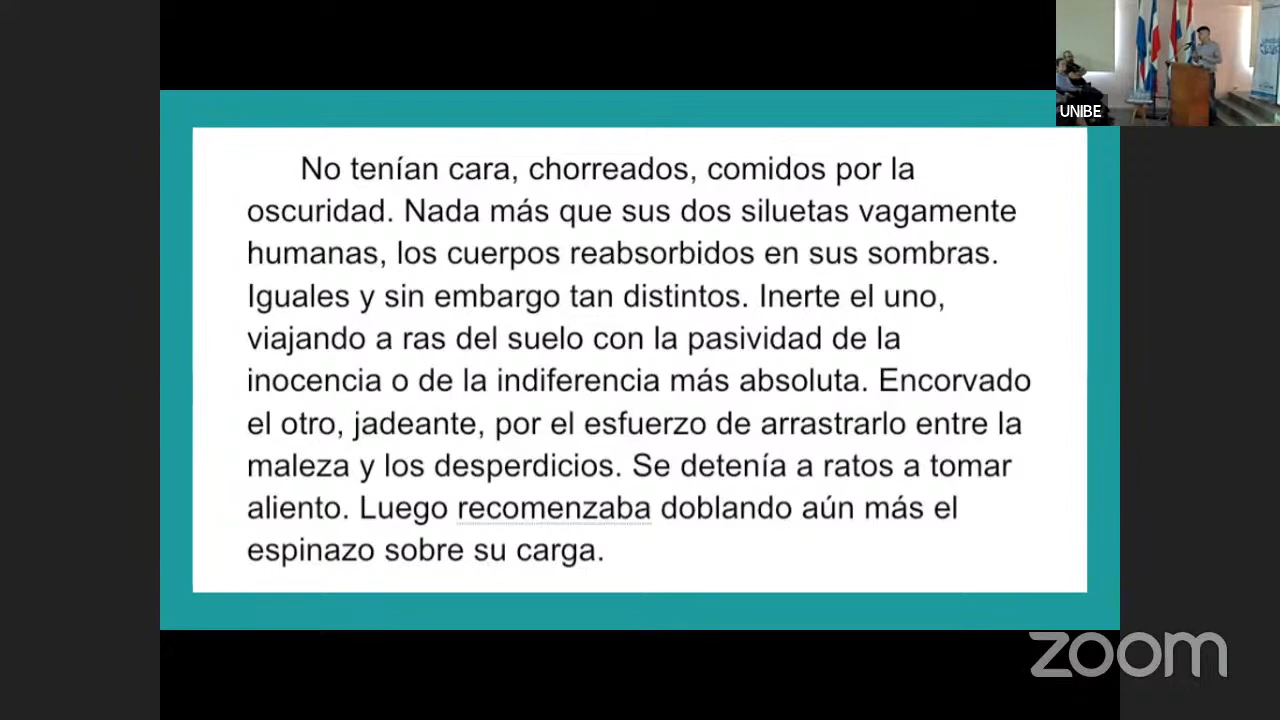 UNIBE
No tenían cara, chorreados, comidos por la
oscuridad. Nada más que sus dos siluetas vagamente
humanas, los cuerpos reabsorbidos en sus sombras.
Iguales y sin embargo tan distintos. Inerte el uno,
viajando a ras del suelo con la pasividad de la
inocencia o de la indiferencia más absoluta. Encorvado
el otro, jadeante, por el esfuerzo de arrastrarlo entre la
maleza y los desperdicios. Se detenía a ratos a tomar
aliento. Luego recomenzaba doblando aún más el
espinazo sobre su carga.
zoom